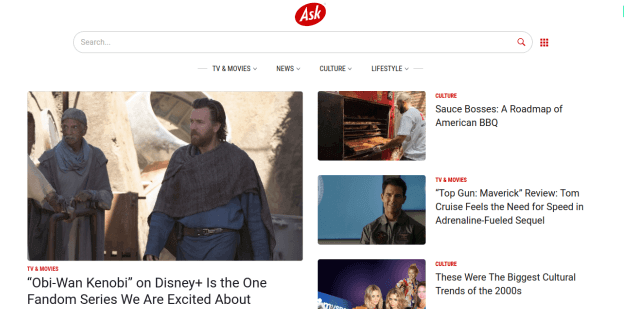 Ask
Search...
TV & MOVIES
NEWS
CULTURE
LIFESTYLE
TV & MOVIES
“Obi-Wan Kenobi” on Disney+ Is the One
Fandom Series We Are Excited About
CULTURE
Sauce Bosses: A Roadmap of
American BBQ
TV & MOVIES
“Top Gun: Maverick” Review: Tom
Cruise Feels the Need for Speed in
Adrenaline-Fueled Sequel
CULTURE
These Were The Biggest Cultural
Trends of the 2000s